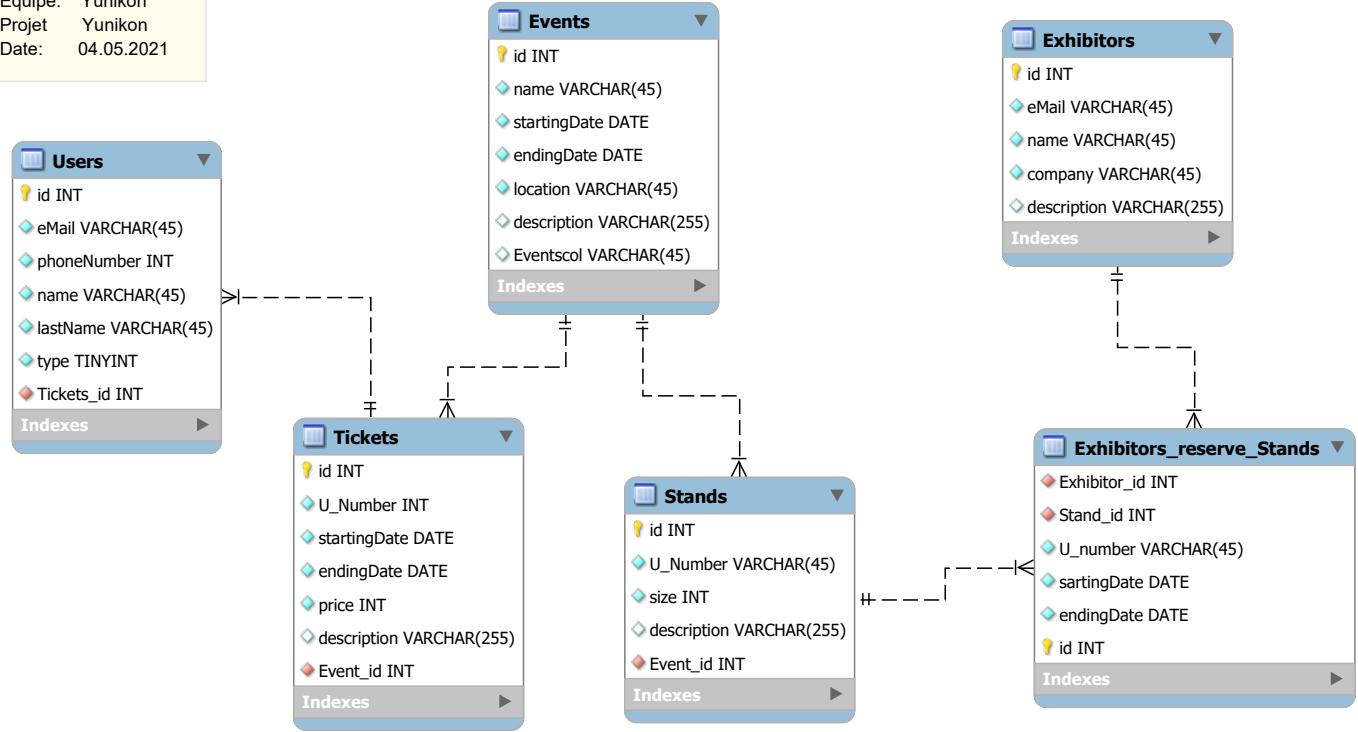 Equipe: Yunikon
Projet Yunikon
Date: 04.05.2021
Events
id INT
name VARCHAR(45)
startingDate DATE
endingDate DATE
location VARCHAR(45)
description VARCHAR(255)
Eventscol VARCHAR(45)
Indexes
Exhibitors
id INT
eMail VARCHAR(45)
name VARCHAR(45)
company VARCHAR(45)
description VARCHAR(255)
Indexes
Users
id INT
eMail VARCHAR(45)
phoneNumber INT
name VARCHAR(45)
lastName VARCHAR(45)
type TINYINT
Tickets_id INT
Indexes
Tickets
id INT
U_Number INT
startingDate DATE
endingDate DATE
price INT
description VARCHAR(255)
Event_id INT
Indexes
Stands
id INT
U_Number VARCHAR(45)
size INT
description VARCHAR(255)
Event_id INT
Indexes
Exhibitors_reserve_Stands
Exhibitor_id INT
Stand_id INT
U_number VARCHAR(45)
sartingDate DATE
endingDate DATE
id INT
Indexes